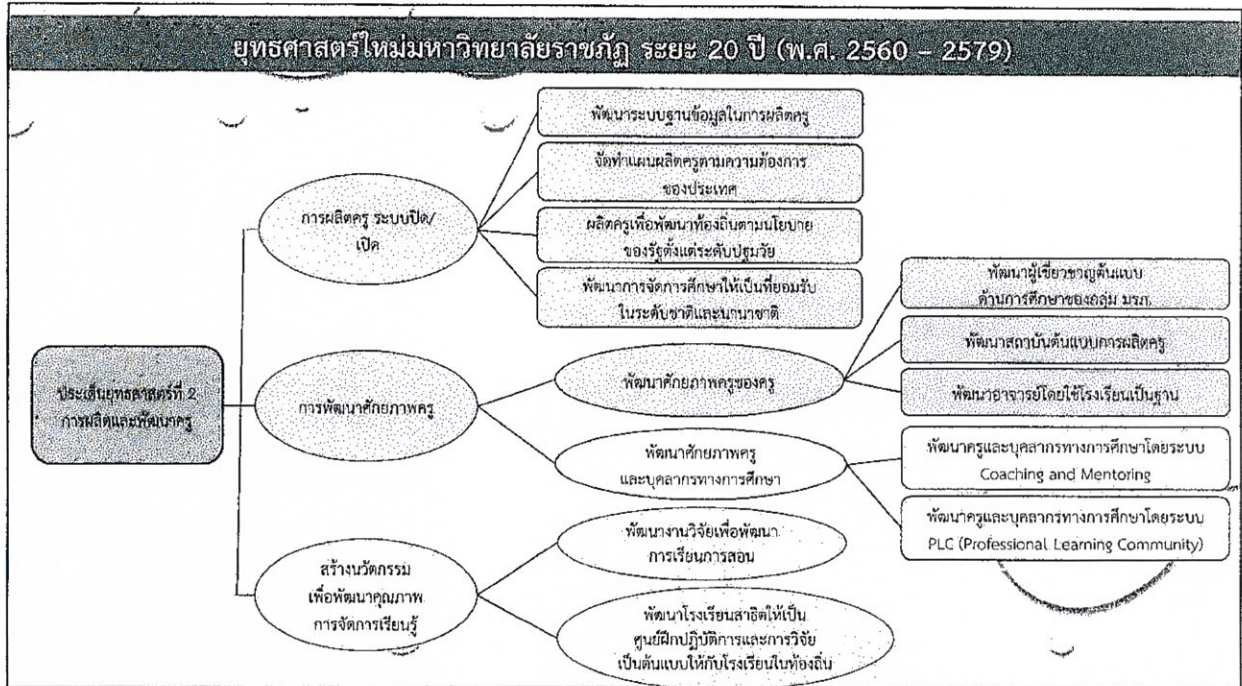 ยุทธศาสตร์ใหม่มหาวิทยาลัยราชภัฏ ระยะ 20 ปี (พ.ศ. 2560 – 2579)
พัฒนาระบบฐานข้อมูลในการผลิตครู
จัดทำแผนผลิตครูตามความต้องการ
ของประเทศ
การผลิตครู ระบบปิด/
เปิด
ผลิตครูเพื่อพัฒนาท้องถิ่นตามนโยบาย
ของรัฐตั้งแต่ระดับปฐมวัย
พัฒนาการจัดการศึกษาให้เป็นที่ยอมรับ
ในระดับชาติและนานาชาติ
พัฒนาผู้เชี่ยวชาญต้นแบบ
ด้านการศึกษาของกลุ่ม มรภ.
พัฒนาสถาบันต้นแบบการผลิตครู
ประเด็นยุทธศาสตร์ที่ 2
การผลิตและพัฒนาครู
การพัฒนาศักยภาพครู
พัฒนาศักยภาพครูของครู
พัฒนาอาจารย์โดยใช้โรงเรียนเป็นฐาน
พัฒนาศักยภาพครู
และบุคลากรทางการศึกษา
พัฒนาครูและบุคลากรทางการศึกษาโดยระบบ
Coaching and Mentoring
พัฒนาครูและบุคลากรทางการศึกษาโดยระบบ
PLC (Professional Learning Community)
สร้างนวัตกรรม
เพื่อพัฒนาคุณภาพ
การจัดการเรียนรู้
พัฒนางานวิจัยเพื่อพัฒนา
การเรียนการสอน
พัฒนาโรงเรียนสาธิตให้เป็น
ศูนย์ฝึกปฏิบัติการและการวิจัย
เป็นต้นแบบให้กับโรงเรียนในท้องถิ่น